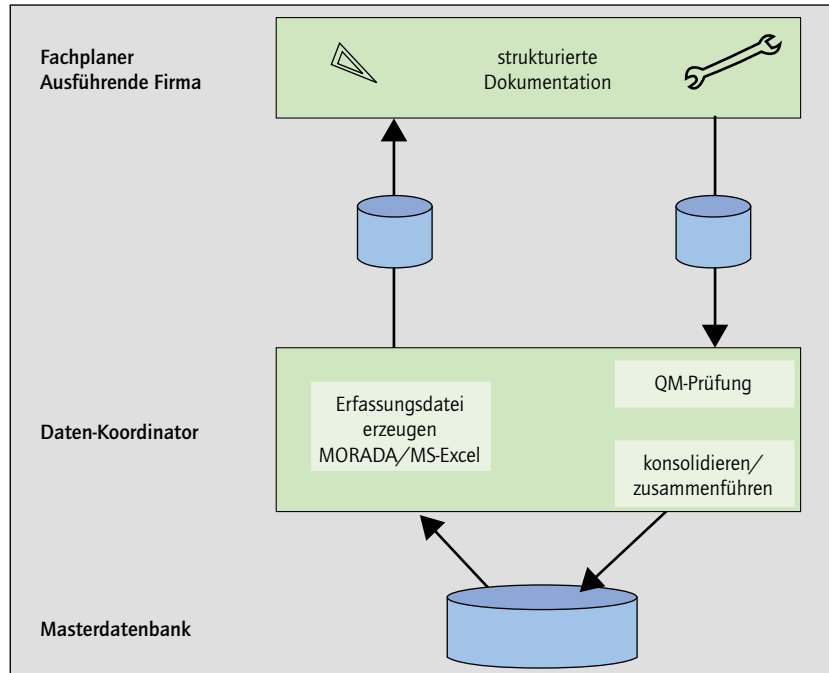 Fachplaner
Ausführende Firma
strukturierte
Dokumentation
Daten-Koordinator
Erfassungsdatei
erzeugen
MORADA/MS-Excel
QM-Prüfung
konsolidieren/
zusammenführen
Masterdatenbank